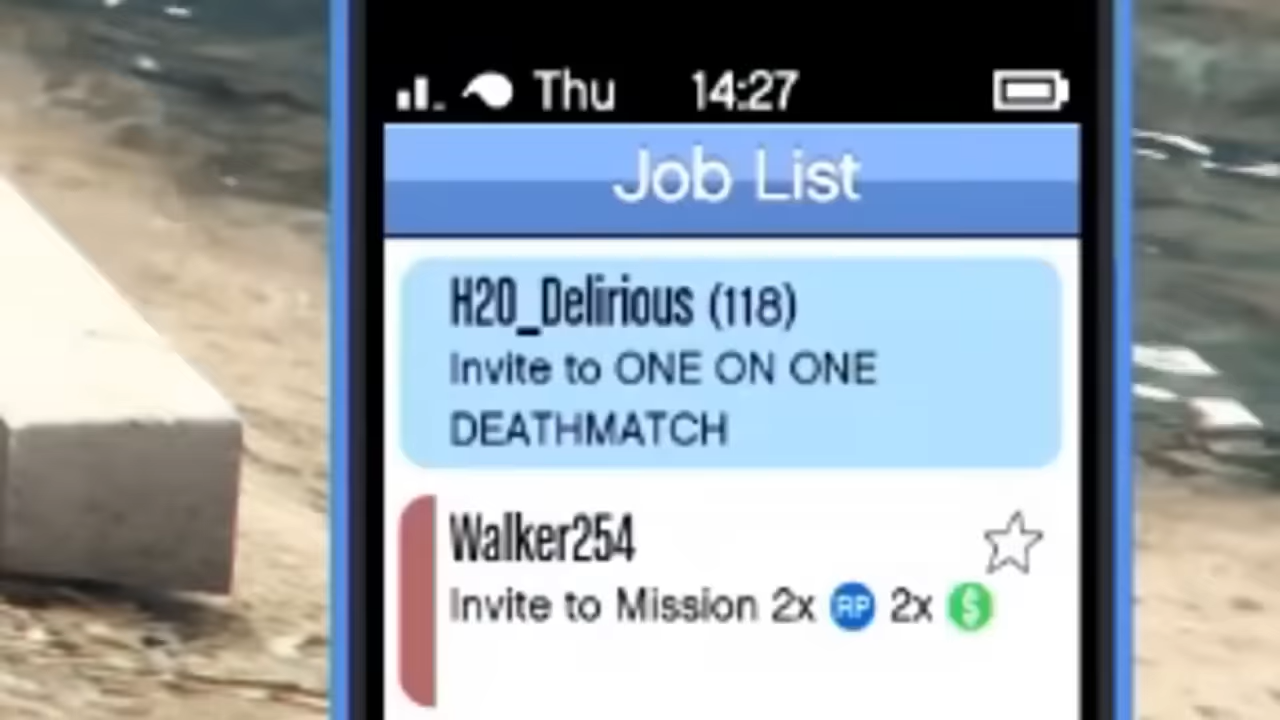 Thu 14:27
Job List
H20_Delirious (118)
Invite to ONE ON ONE
DEATHMATCH
Walker254
Invite to Mission 2x RP 2x $